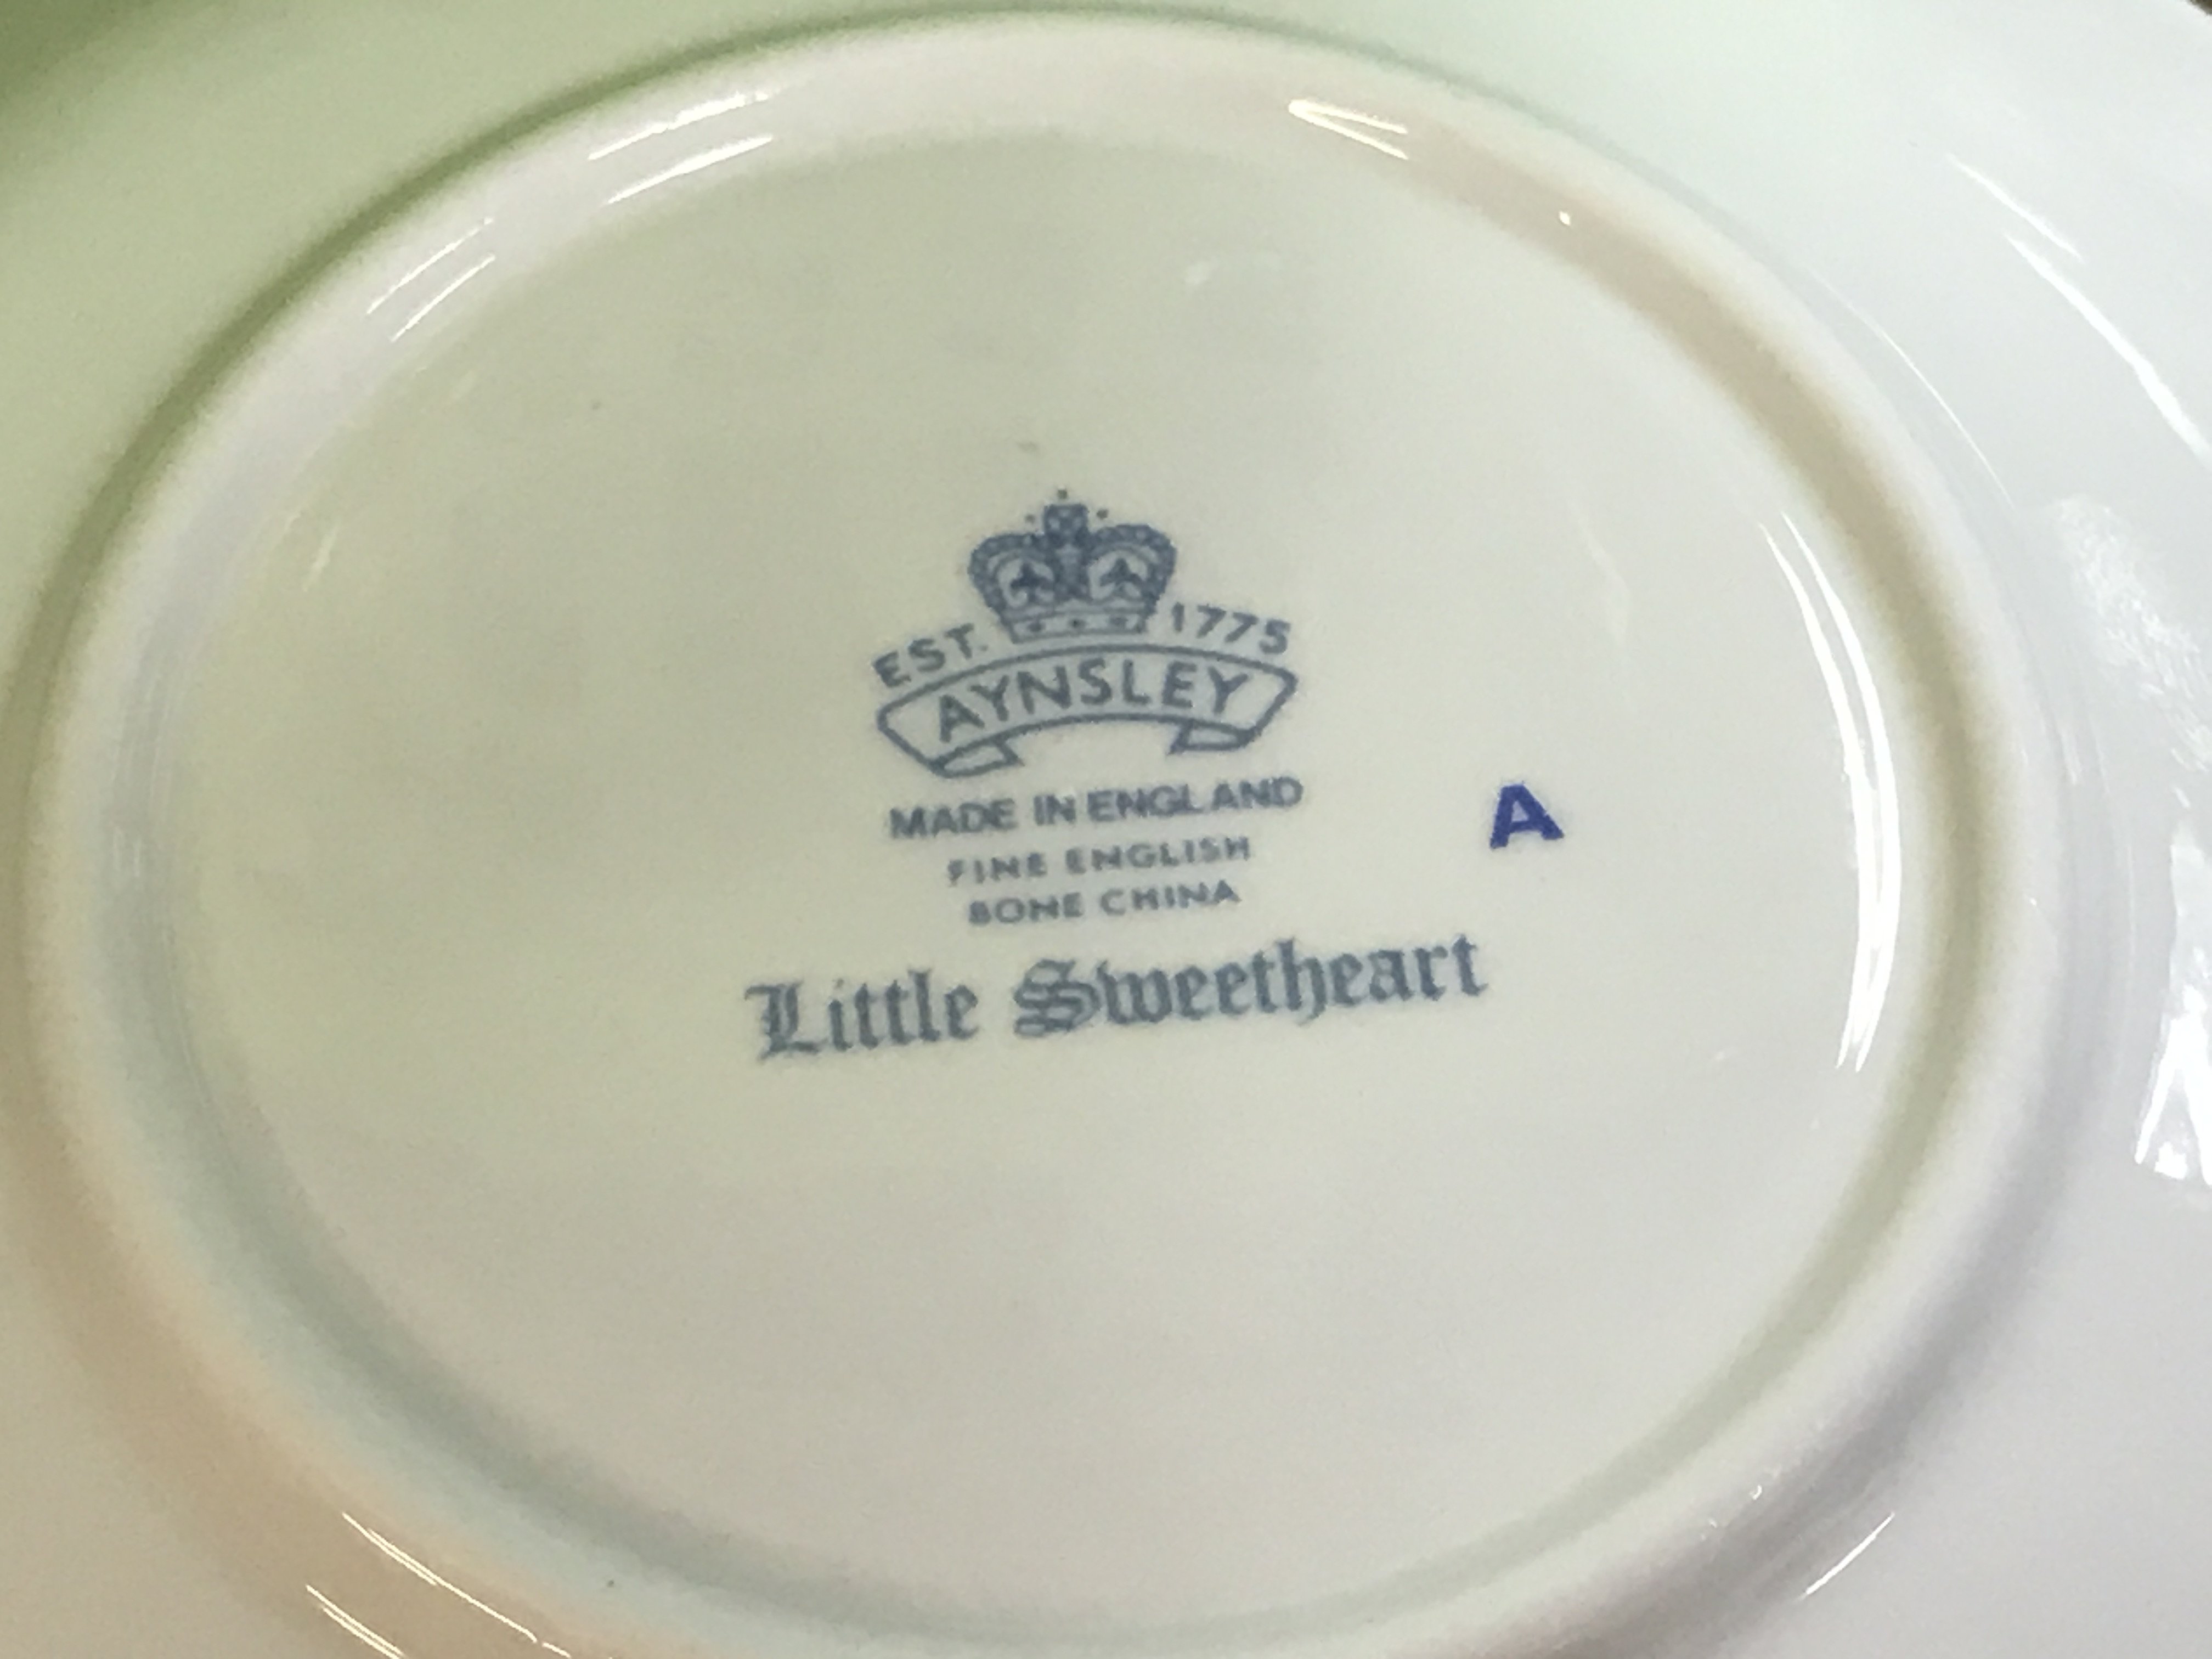 EST. 1775
AYNSLEY
MADE IN ENGLAND
FINE ENGLISH
BONE CHINA
A
Little Sweetheart